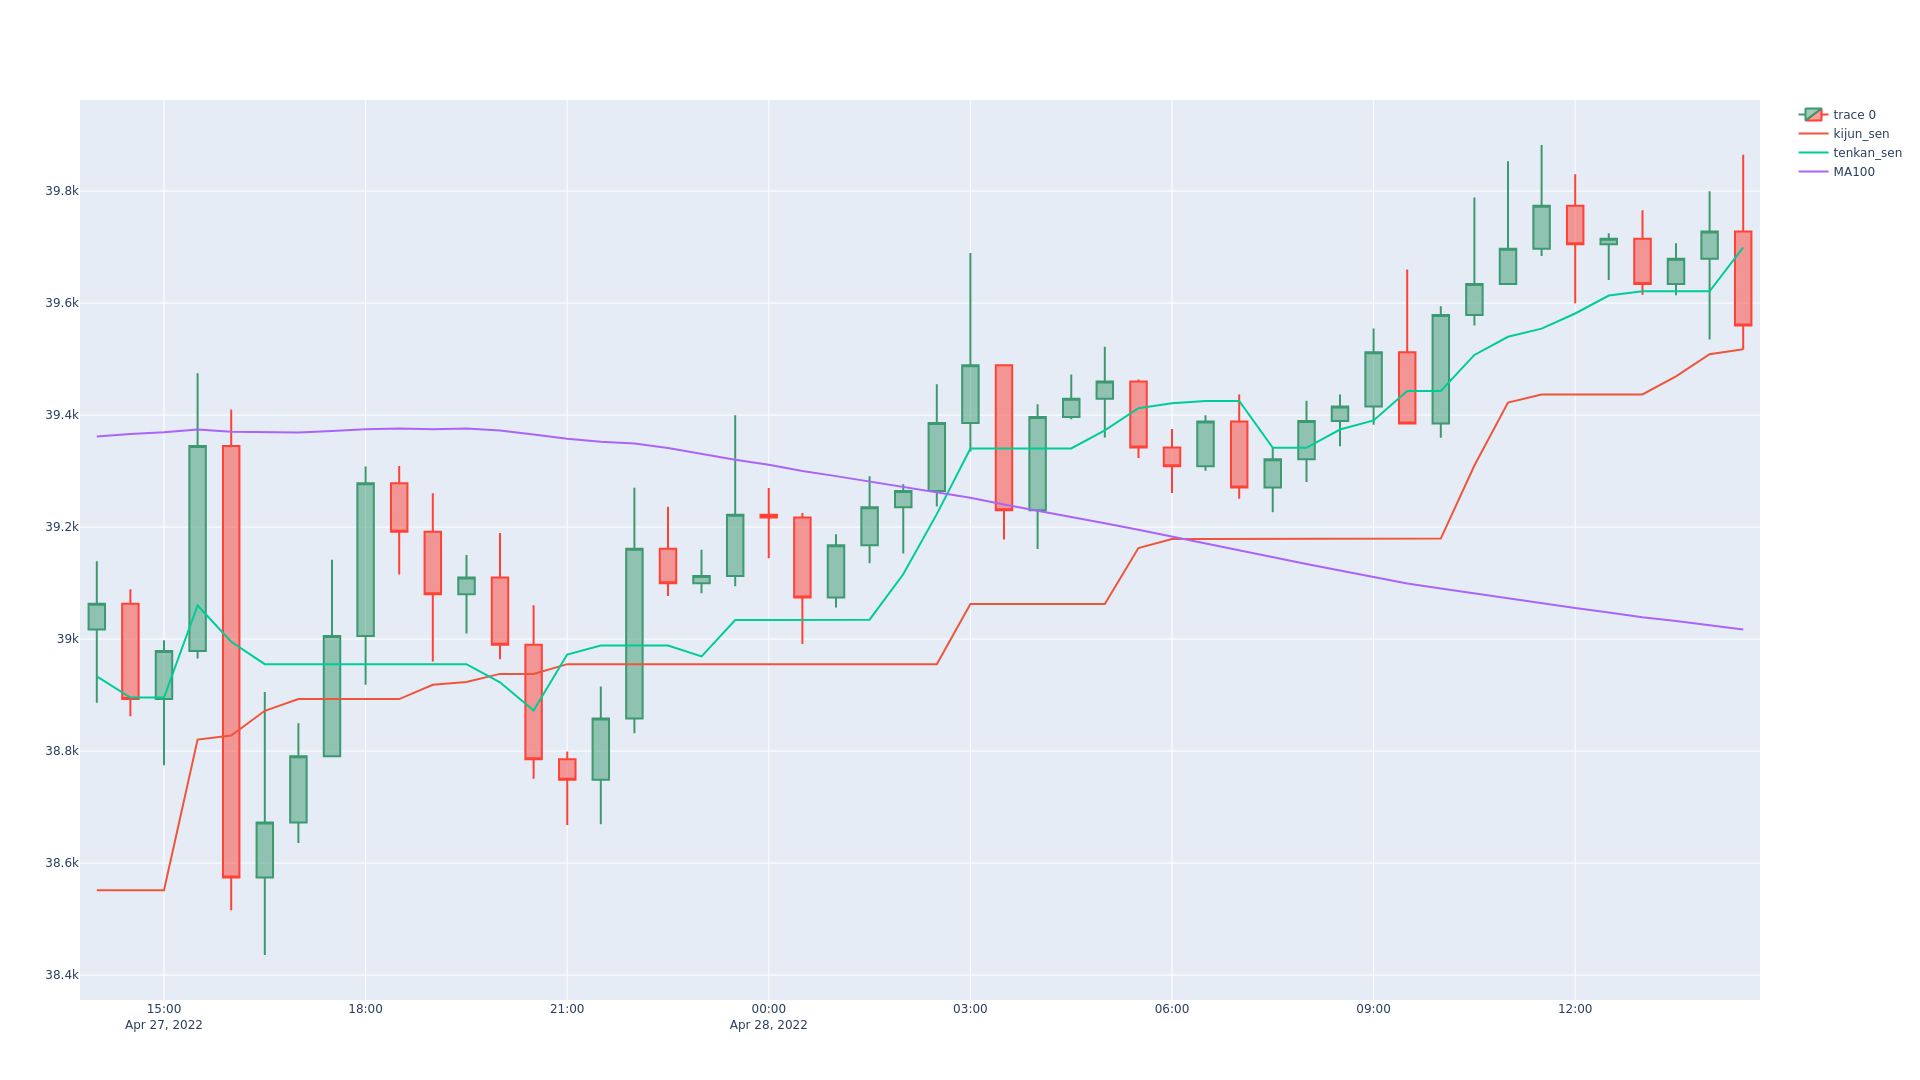 trace 0
kijun_sen
tenkan_sen
MA100
39.8k
39.6k
39.4k
39.2k
39k
38.8k
38.6k
38.4k
15:00 18:00 21:00 00:00 03:00 06:00 09:00 12:00
Apr 27, 2022 Apr 28, 2022